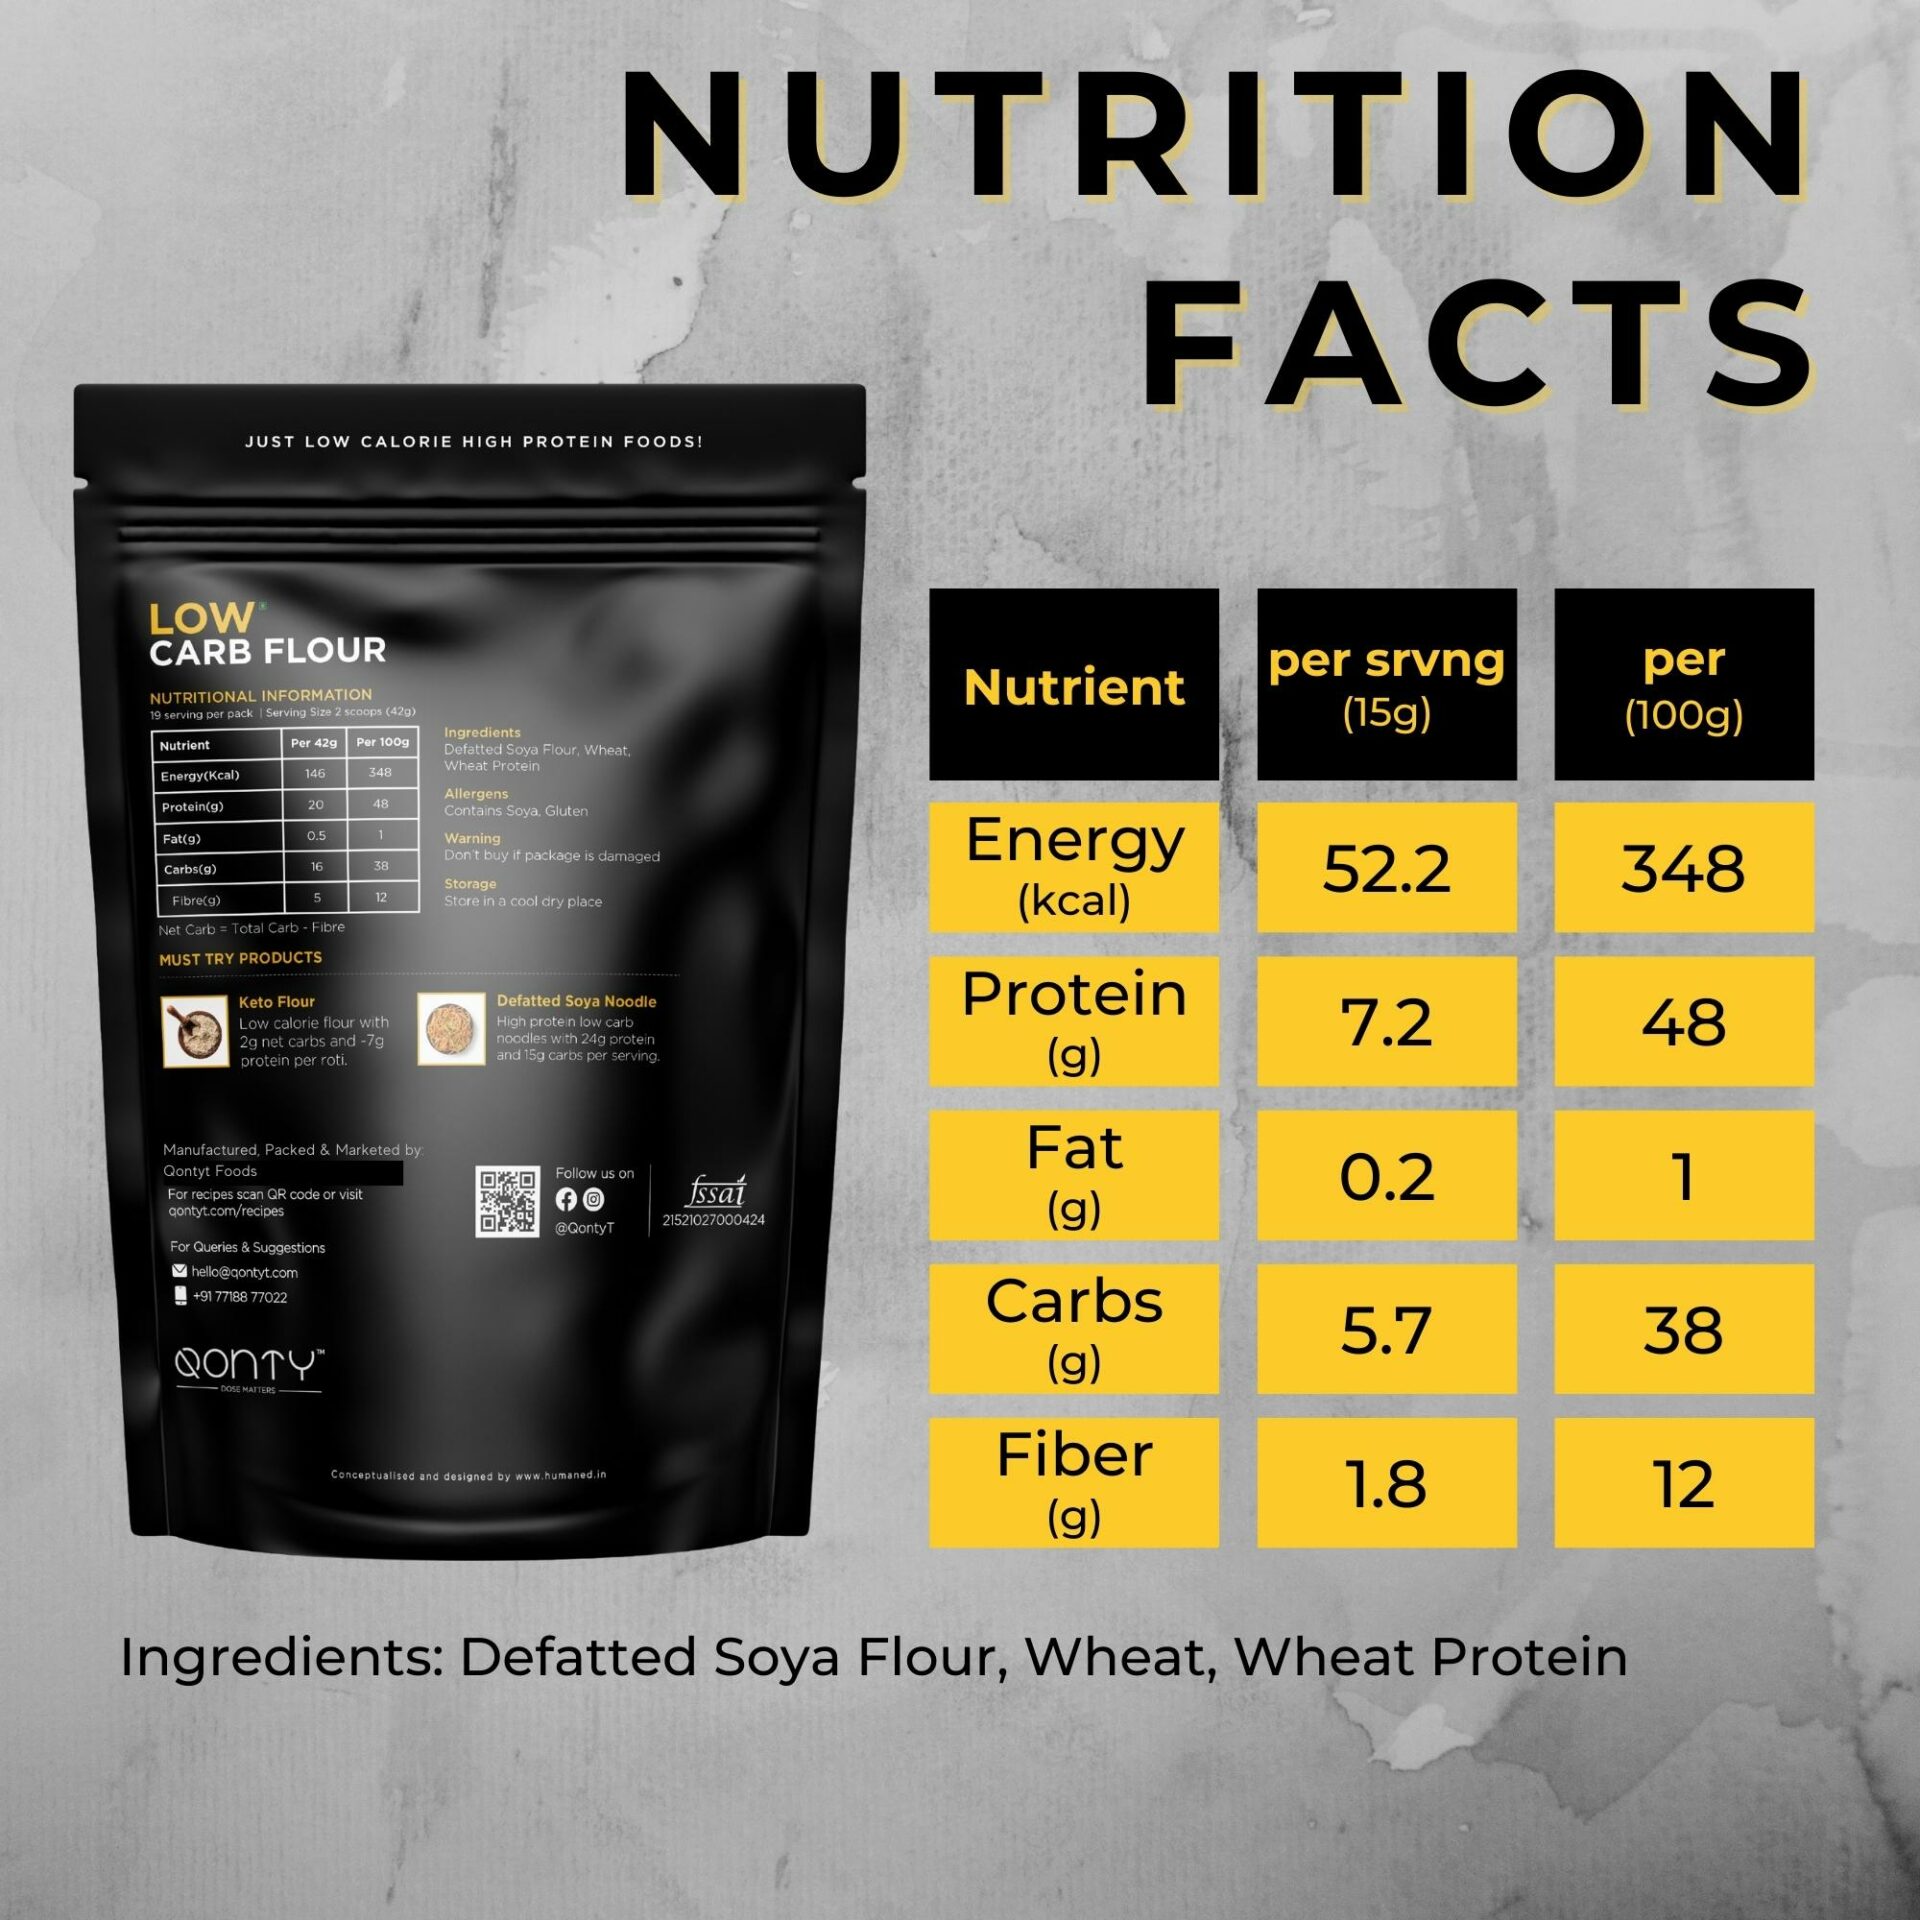 NUTRITION
FACTS
JUST LOW CALORIE HIGH PROTEIN FOODS!
LOW
CARB FLOUR
NUTRITIONAL INFORMATION
19 serving per pack | Serving Size 2 scoops (42g)
Nutrient Per 42g Per 100g
Energy(Kcal) 146 348
Protein(g) 20 48
Fat(g) 0.5 1
Carbs(g) 16 38
Fibre(g) 5 12
Net Carb = Total Carb - Fibre
Ingredients
Defatted Soya Flour, Wheat,
Wheat Protein
Allergens
Contains Soya, Gluten
Warning
Don't buy if package is damaged
Storage
Store in a cool dry place
MUST TRY PRODUCTS
Keto Flour
Low calorie flour with
2g net carbs and ~7g
protein per roti.
Defatted Soya Noodle
High protein low carb
noodles with 24g protein
and 15g carbs per serving.
Manufactured, Packed & Marketed by:
Qontyt Foods
For recipes scan QR code or visit
qontyt.com/recipes
For Queries & Suggestions
hello@qontyt.com
+91 77188 77022
Follow us on
@QontyT
fssai
21521027000424
QONTY™
DOSE MATTERS
Conceptualised and designed by www.humaned.in
Nutrient per srvng (15g) per (100g)
Energy (kcal) 52.2 348
Protein (g) 7.2 48
Fat (g) 0.2 1
Carbs (g) 5.7 38
Fiber (g) 1.8 12
Ingredients: Defatted Soya Flour, Wheat, Wheat Protein